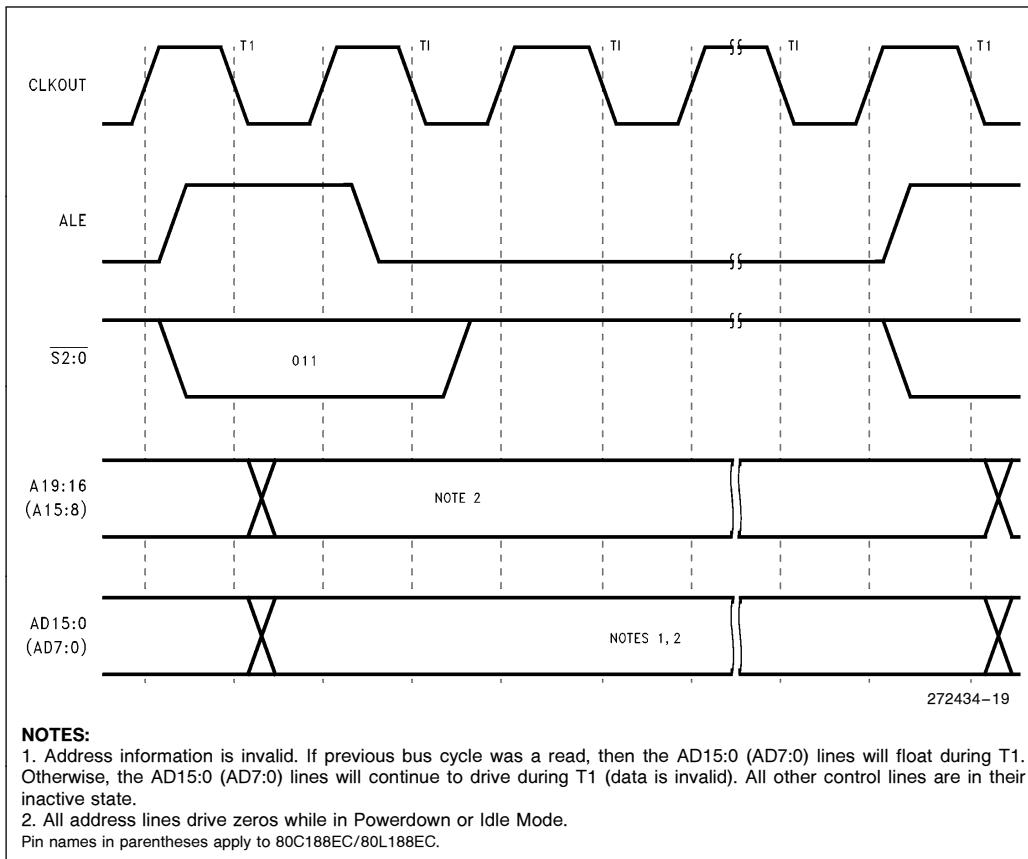 T1 TI TI TI T1
CLKOUT
ALE
S2:0
011
A19:16
(A15:8)
NOTE 2
AD15:0
(AD7:0)
NOTES 1,2
272434–19
NOTES:
1. Address information is invalid. If previous bus cycle was a read, then the AD15:0 (AD7:0) lines will float during T1.
Otherwise, the AD15:0 (AD7:0) lines will continue to drive during T1 (data is invalid). All other control lines are in their
inactive state.
2. All address lines drive zeros while in Powerdown or Idle Mode.
Pin names in parentheses apply to 80C188EC/80L188EC.